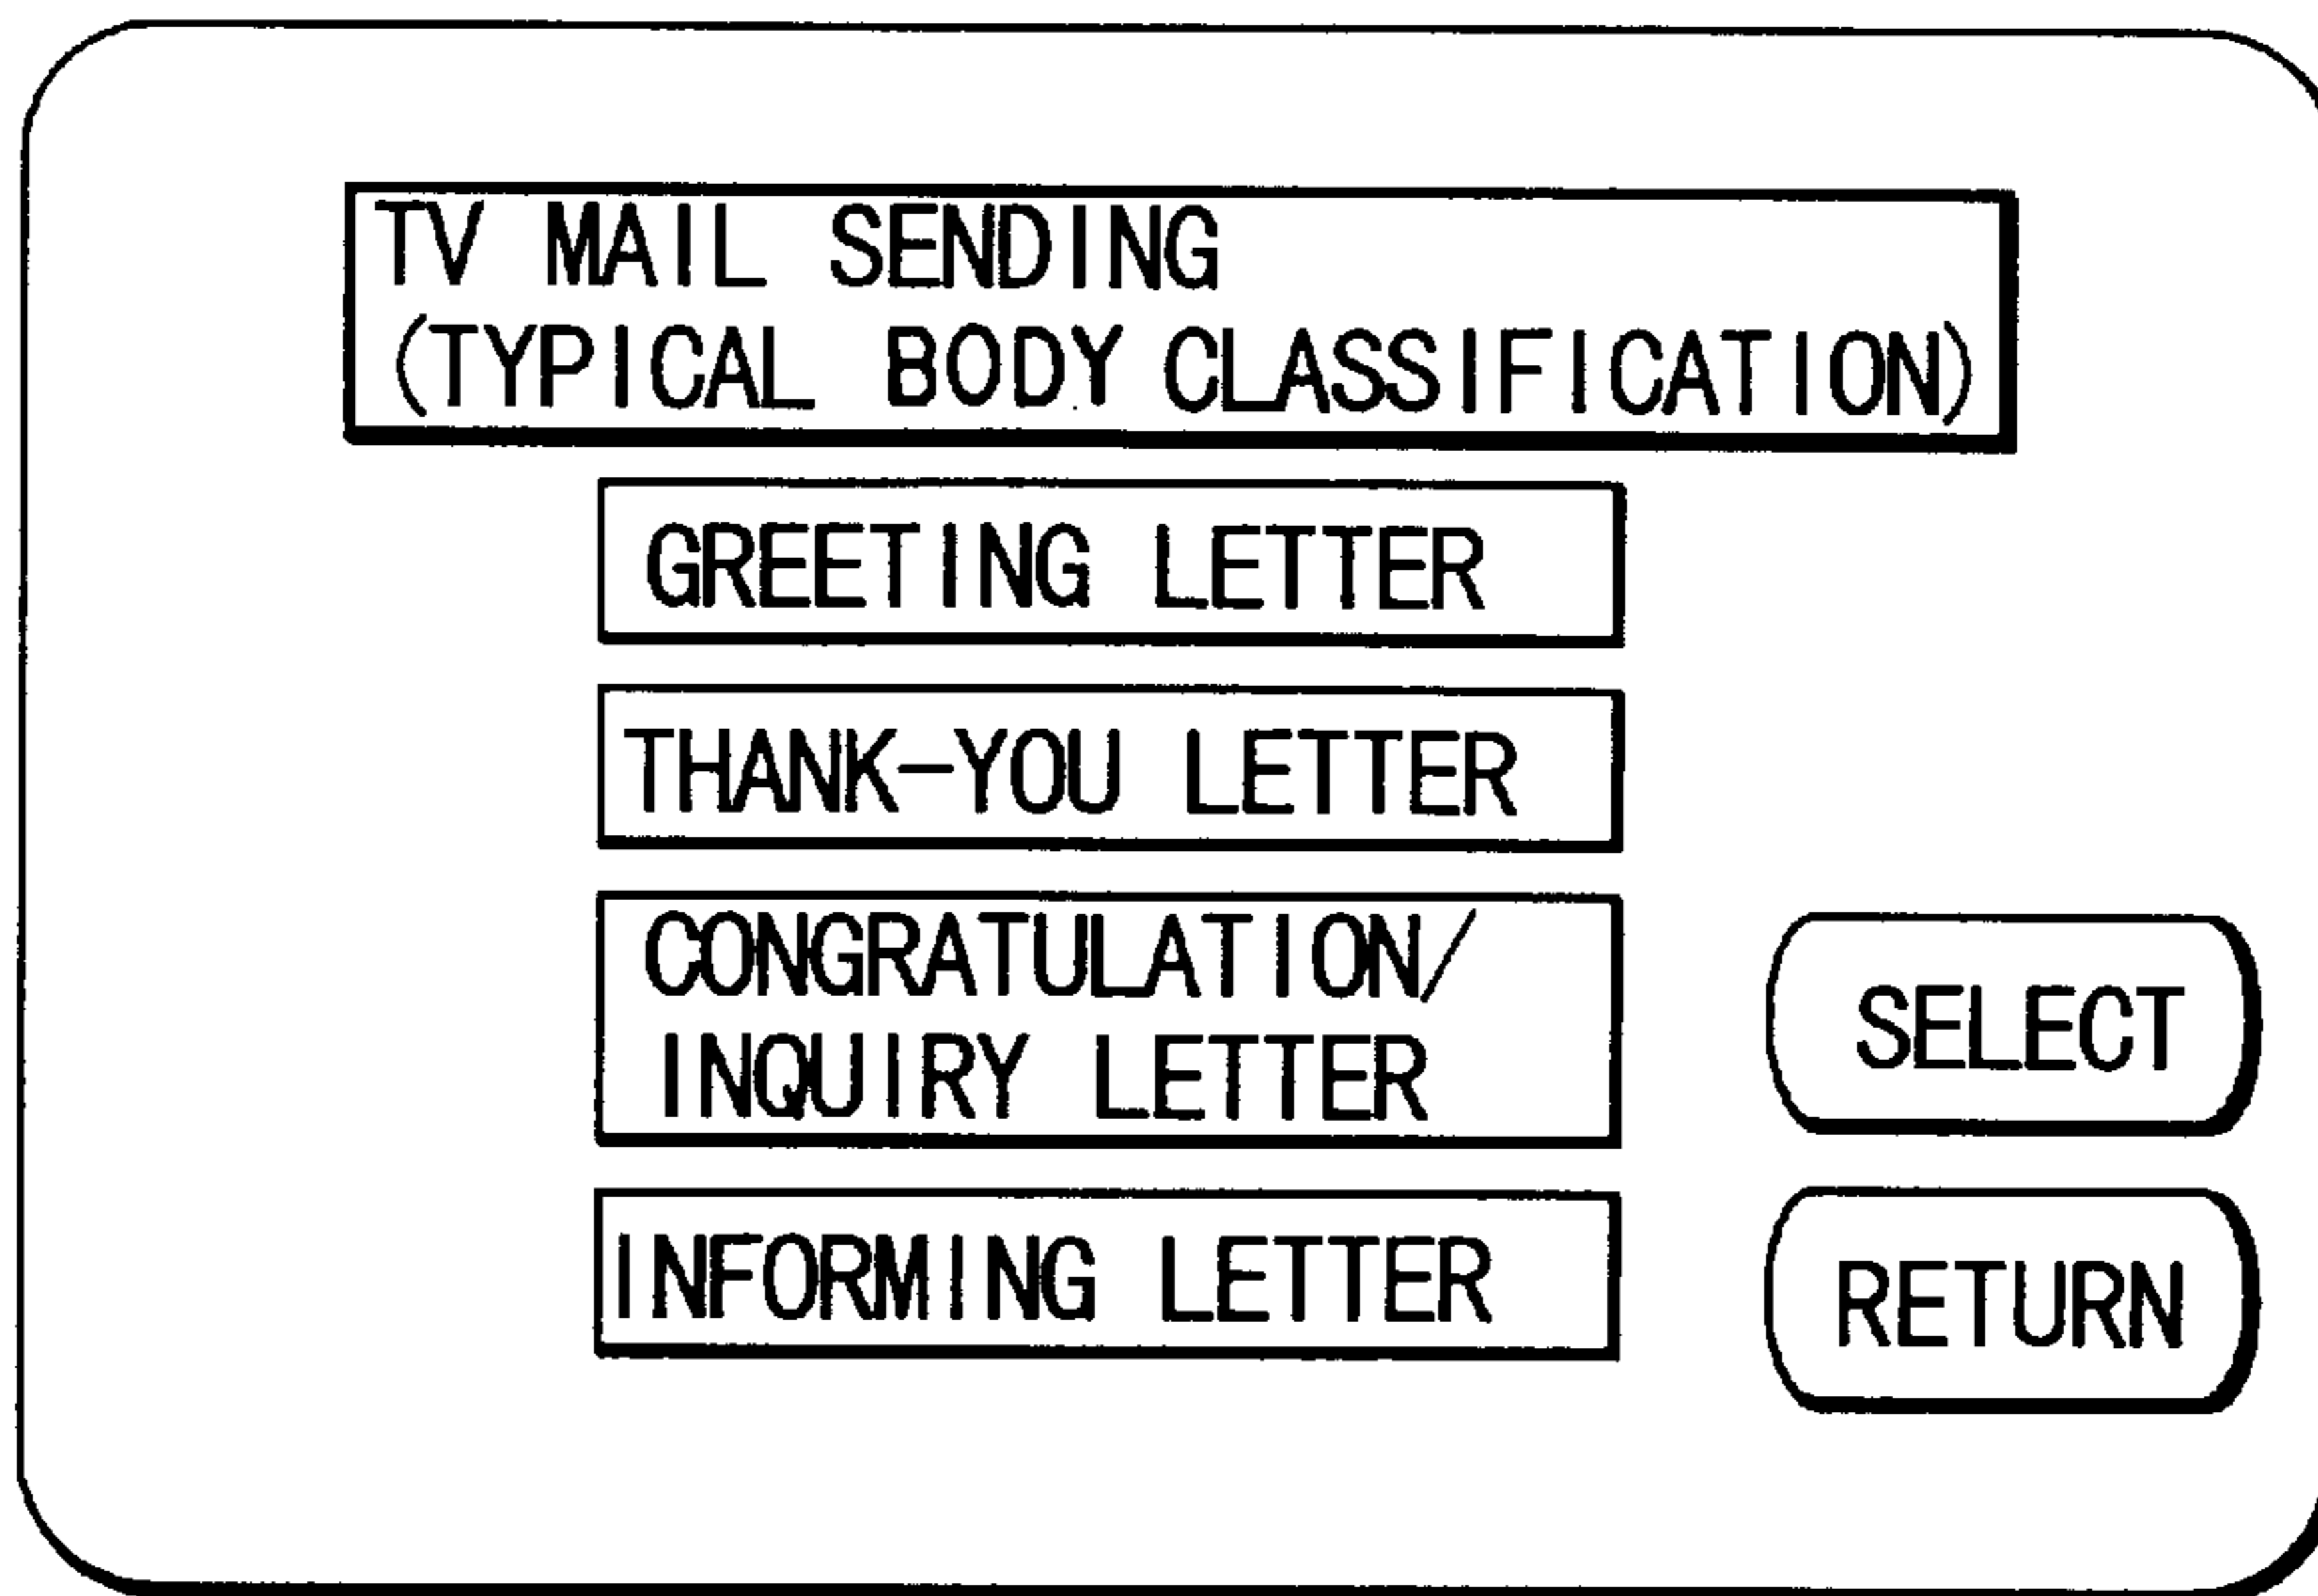 TV MAIL SENDING
(TYPICAL BODY CLASSIFICATION)
GREETING LETTER
THANK-YOU LETTER
CONGRATULATION/
INQUIRY LETTER
INFORMING LETTER
SELECT
RETURN